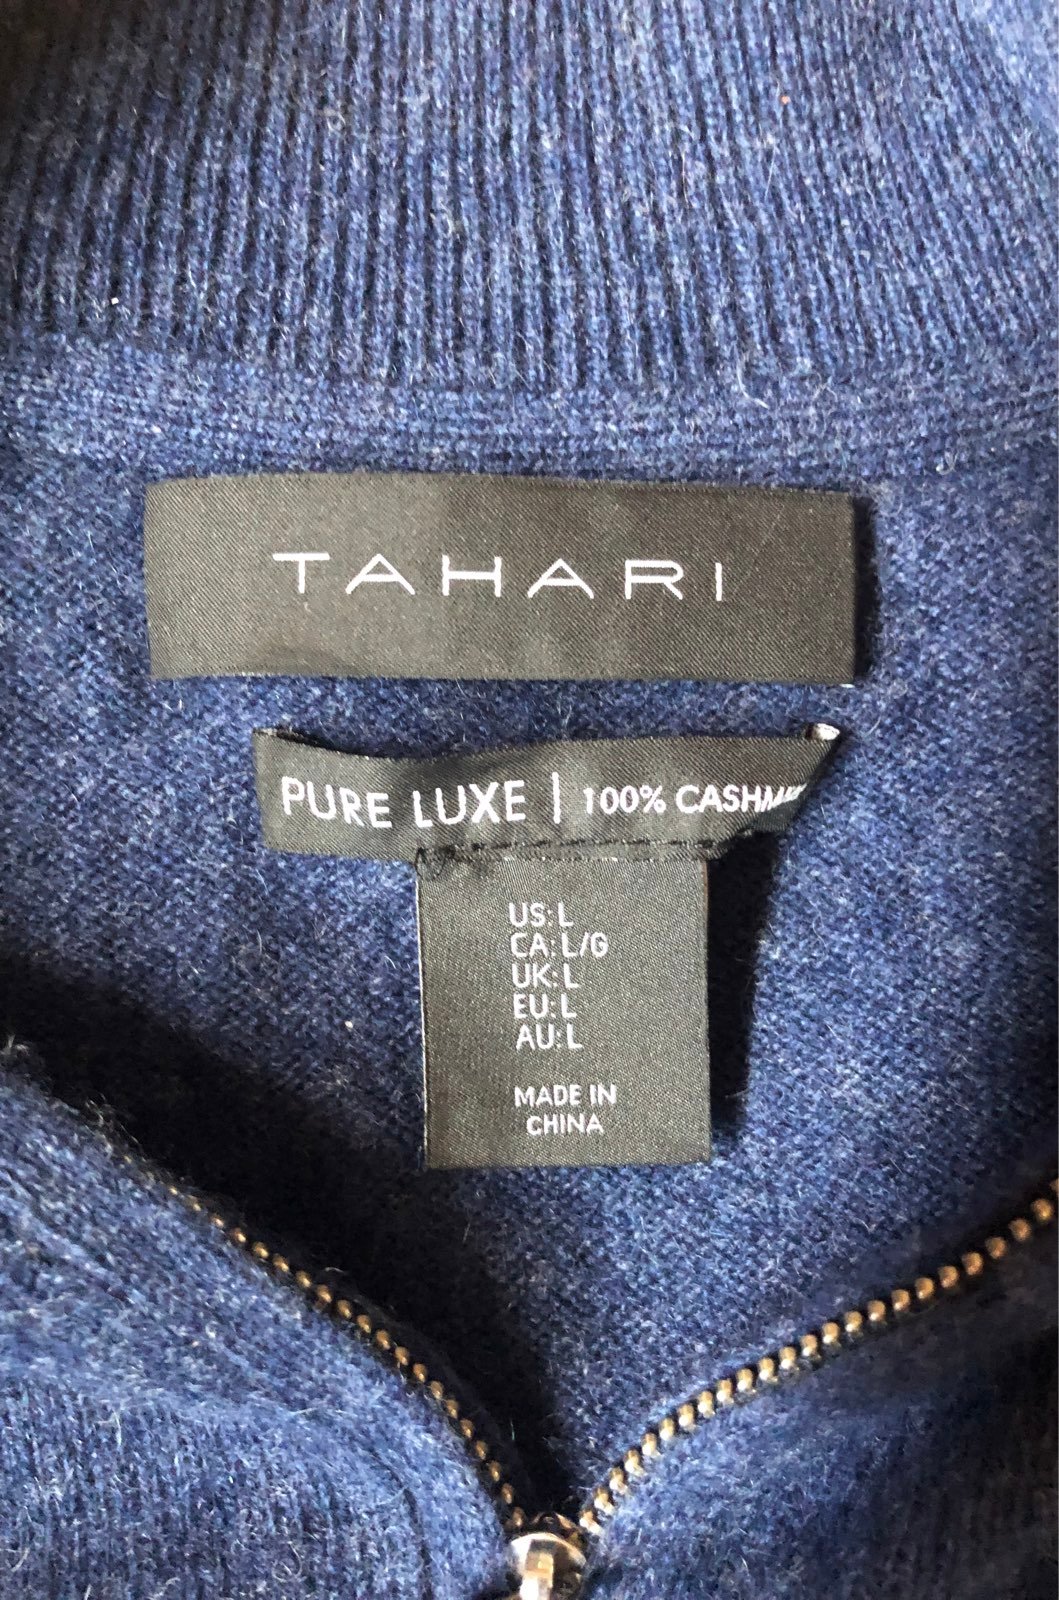 TAHARI
PURE LUXE | 100%
US: L
CA: L/G
UK: L
EU: L
AU: L
MADE IN
CHINA